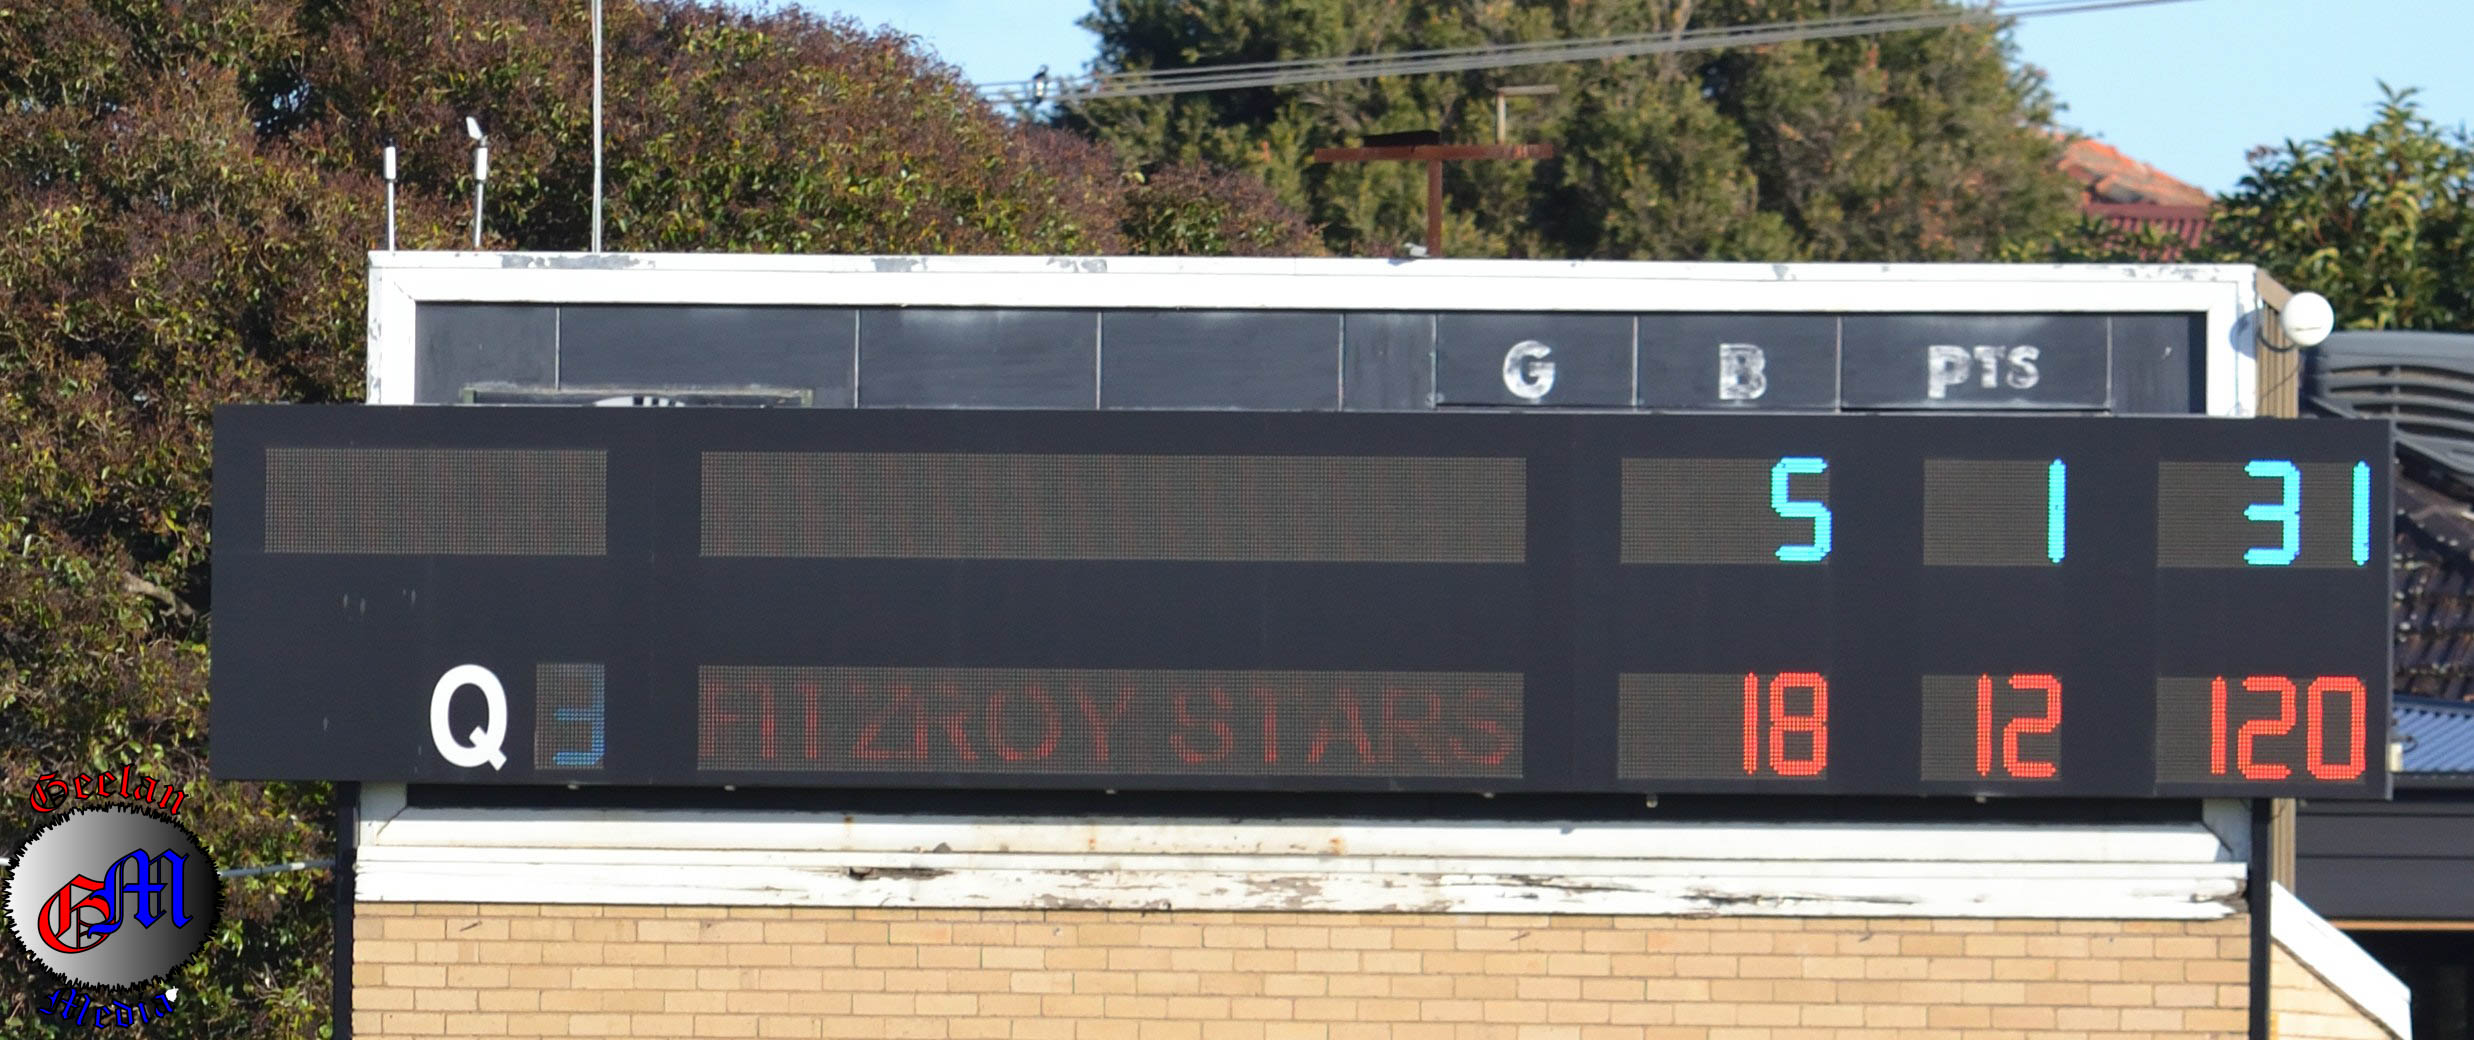 G B PTS
5 1 31
Q 3 FITZROY STARS 18 12 120
Geelan
GM
Media